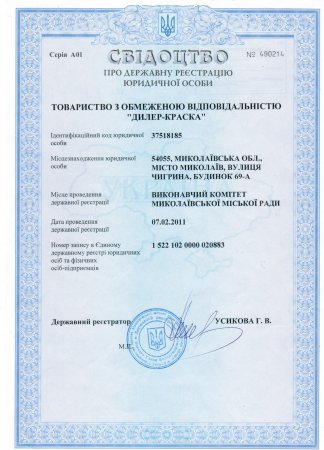 Серія А01
№ 490214
СВІДОЦТВО
ПРО ДЕРЖАВНУ РЕЄСТРАЦІЮ
ЮРИДИЧНОЇ ОСОБИ
ТОВАРИСТВО З ОБМЕЖЕНОЮ ВІДПОВІДАЛЬНІСТЮ
"ДИЛЕР-КРАСКА"
Ідентифікаційний код юридичної 37518185
особи
Місцезнаходження юридичної 54055, МИКОЛАЇВСЬКА ОБЛ.,
особи МІСТО МИКОЛАЇВ, ВУЛИЦЯ
ЧИГРИНА, БУДИНОК 69-А
Місце проведення ВИКОНАВЧИЙ КОМІТЕТ
державної реєстрації МИКОЛАЇВСЬКОЇ МІСЬКОЇ РАДИ
Дата проведення 07.02.2011
державної реєстрації
Номер запису в Єдиному 1 522 102 0000 020883
державному реєстрі юридичних
осіб та фізичних
осіб-підприємців
Державний реєстратор УСИКОВА Г. В.
М.П.